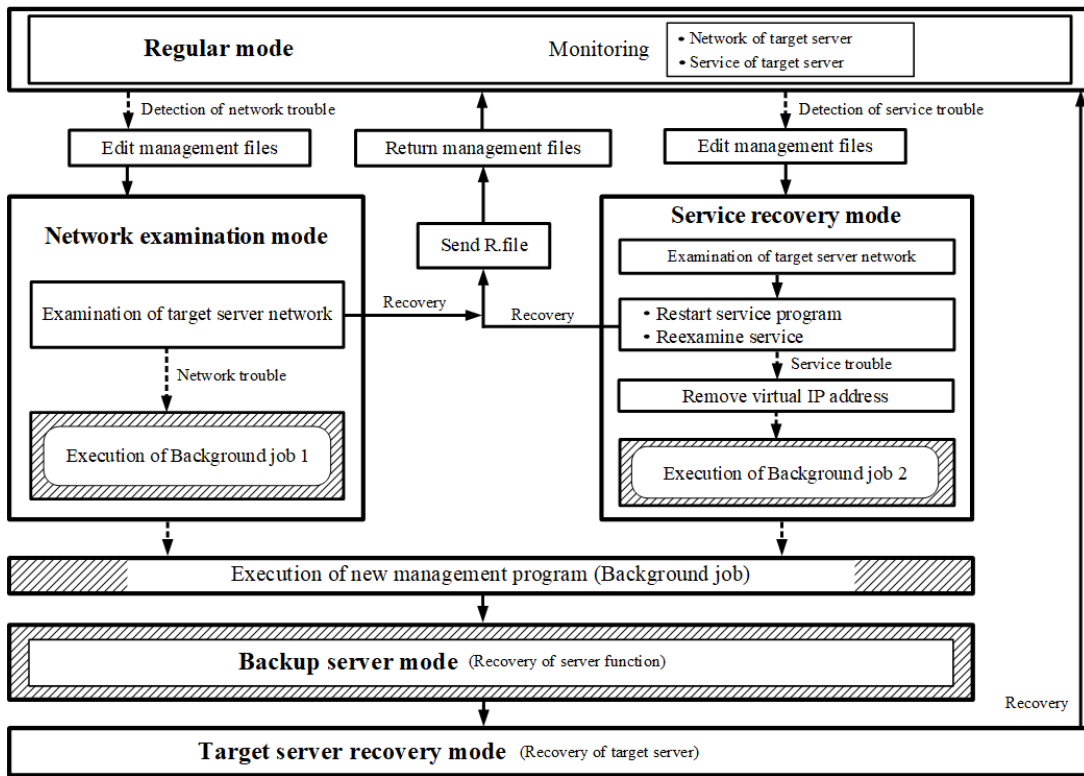 Regular mode
Monitoring
• Network of target server
• Service of target server
Detection of network trouble
Detection of service trouble
Edit management files
Return management files
Edit management files
Network examination mode
Send R.file
Service recovery mode
Examination of target server network
Examination of target server network
Recovery
Recovery
• Restart service program
• Reexamine service
Network trouble
Service trouble
Remove virtual IP address
Execution of Background job 1
Execution of Background job 2
Execution of new management program (Background job)
Backup server mode (Recovery of server function)
Recovery
Target server recovery mode (Recovery of target server)